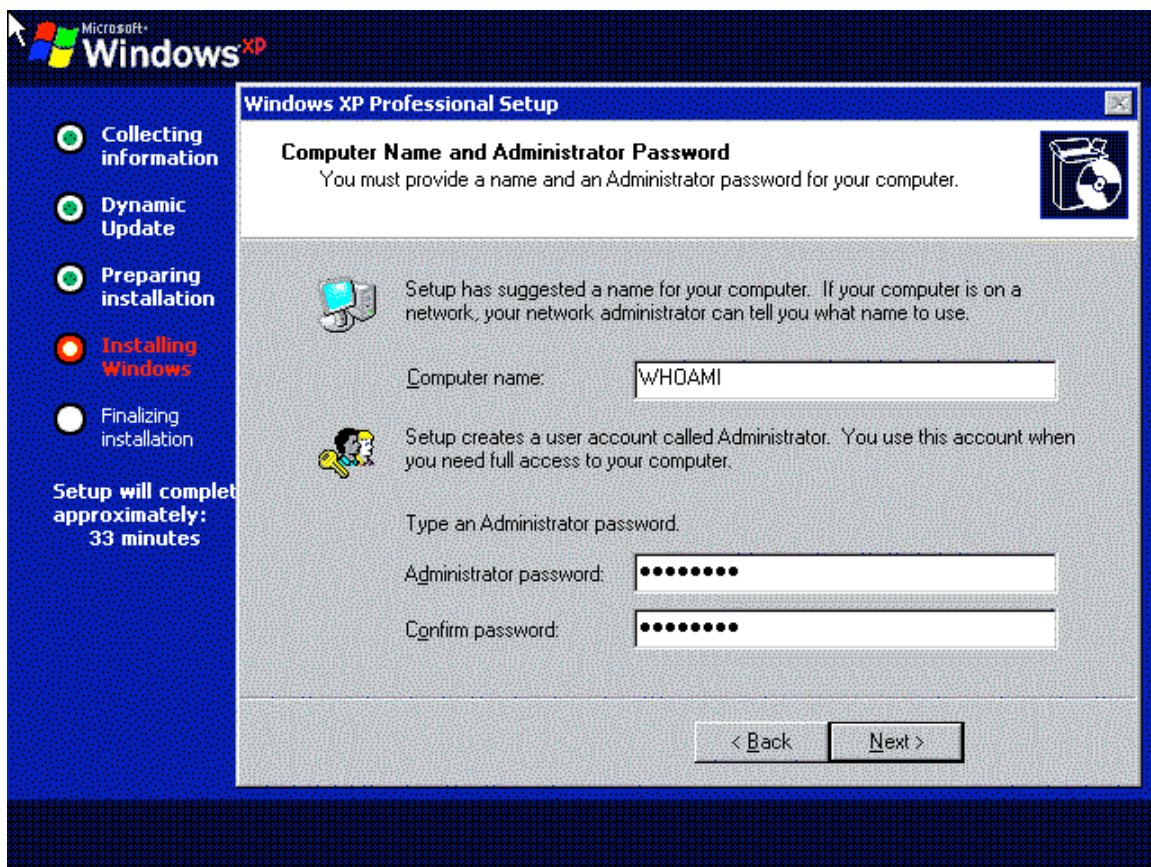 Microsoft
Windows xp
Windows XP Professional Setup
Collecting
information
Dynamic
Update
Preparing
installation
Installing
Windows
Finalizing
installation
Setup will complet
approximately:
33 minutes
Computer Name and Administrator Password
You must provide a name and an Administrator password for your computer.
Setup has suggested a name for your computer. If your computer is on a
network, your network administrator can tell you what name to use.
Computer name: WHOAMI
Setup creates a user account called Administrator. You use this account when
you need full access to your computer.
Type an Administrator password.
Administrator password: ●●●●●●●●
Confirm password: ●●●●●●●●
< Back
Next >